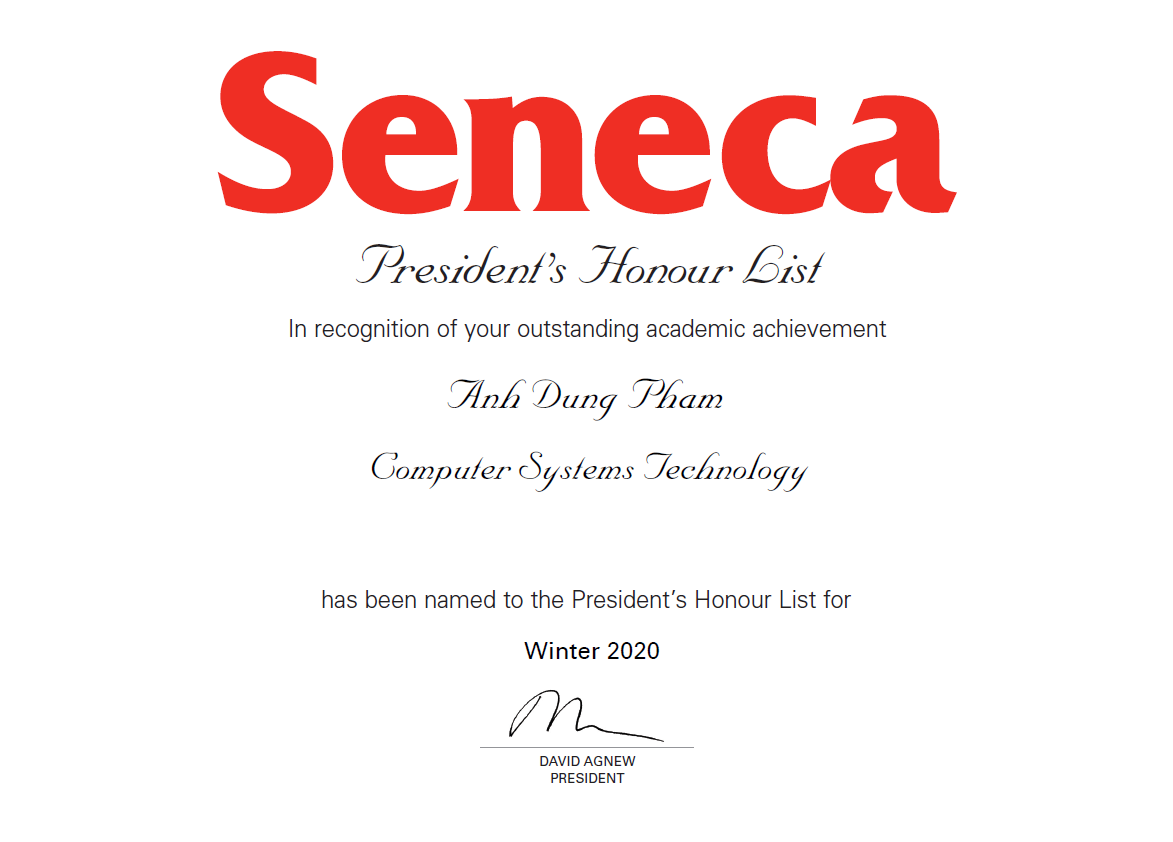 Seneca
President's Honour List
In recognition of your outstanding academic achievement
Anh Dung Pham
Computer Systems Technology
has been named to the President's Honour List for
Winter 2020
DAVID AGNEW
PRESIDENT